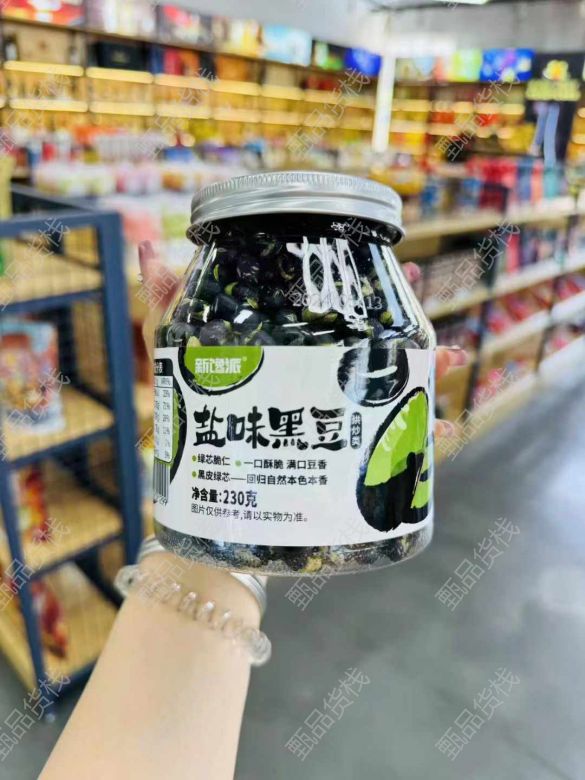 新馋派®
盐味黑豆
烘炒类
绿芯脆仁
一口酥脆 满口豆香
黑皮绿芯——回归自然本色本香
净含量:230克
图片仅供参考,请以实物为准。
甄品货栈